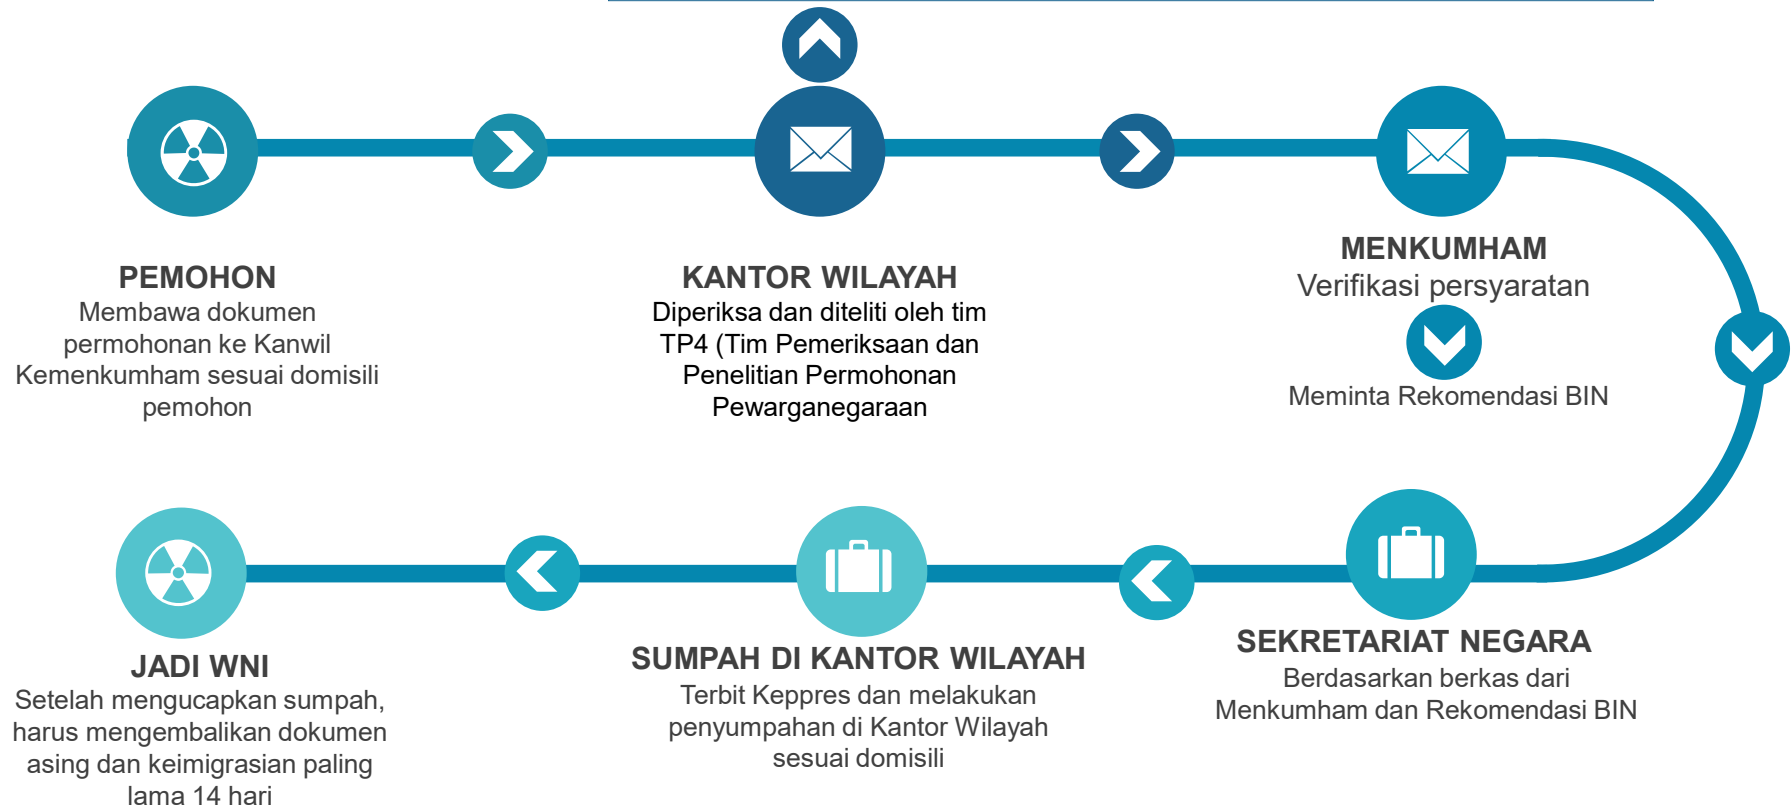 PEMOHON
Membawa dokumen
permohonan ke Kanwil
Kemenkumham sesuai domisili
pemohon
KANTOR WILAYAH
Diperiksa dan diteliti oleh tim
TP4 (Tim Pemeriksaan dan
Penelitian Permohonan
Pewarganegaraan
MENKUMHAM
Verifikasi persyaratan
Meminta Rekomendasi BIN
SEKRETARIAT NEGARA
Berdasarkan berkas dari
Menkumham dan Rekomendasi BIN
SUMPAH DI KANTOR WILAYAH
Terbit Keppres dan melakukan
penyumpahan di Kantor Wilayah
sesuai domisili
JADI WNI
Setelah mengucapkan sumpah,
harus mengembalikan dokumen
asing dan keimigrasian paling
lama 14 hari